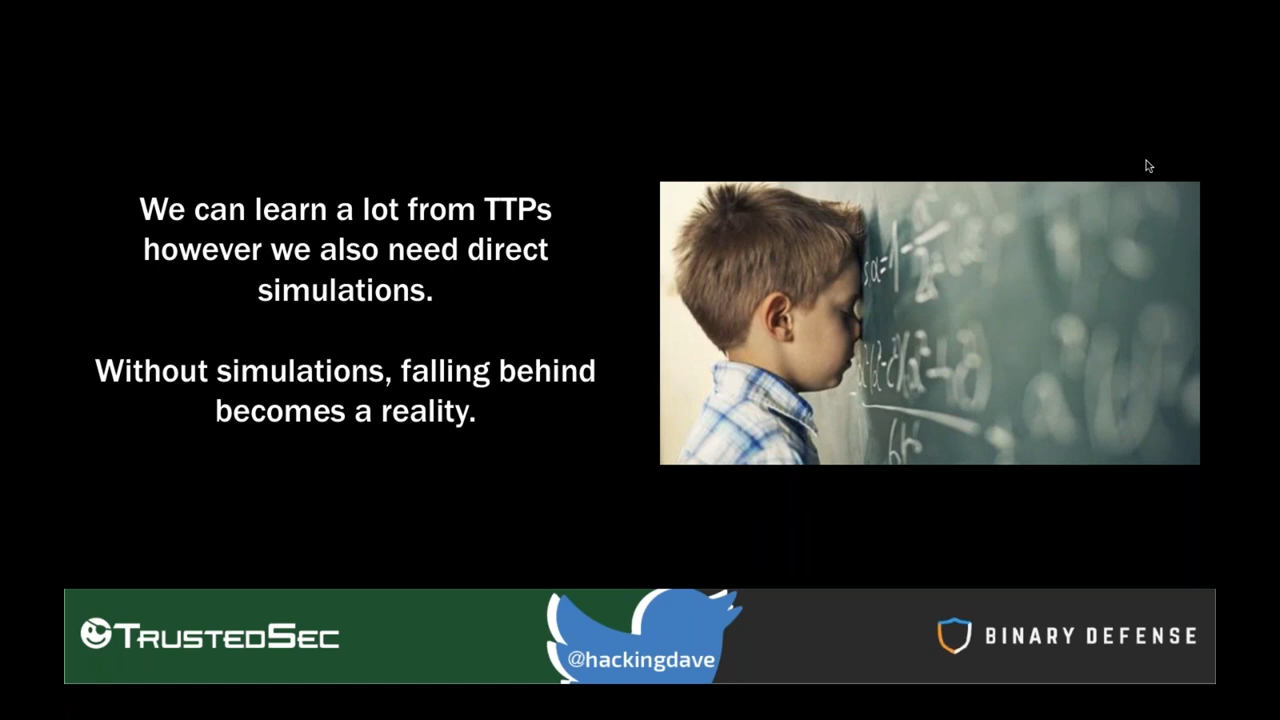 We can learn a lot from TTPs
however we also need direct
simulations.
Without simulations, falling behind
becomes a reality.
TRUSTEDSEC
@hackingdave
BINARY DEFENSE